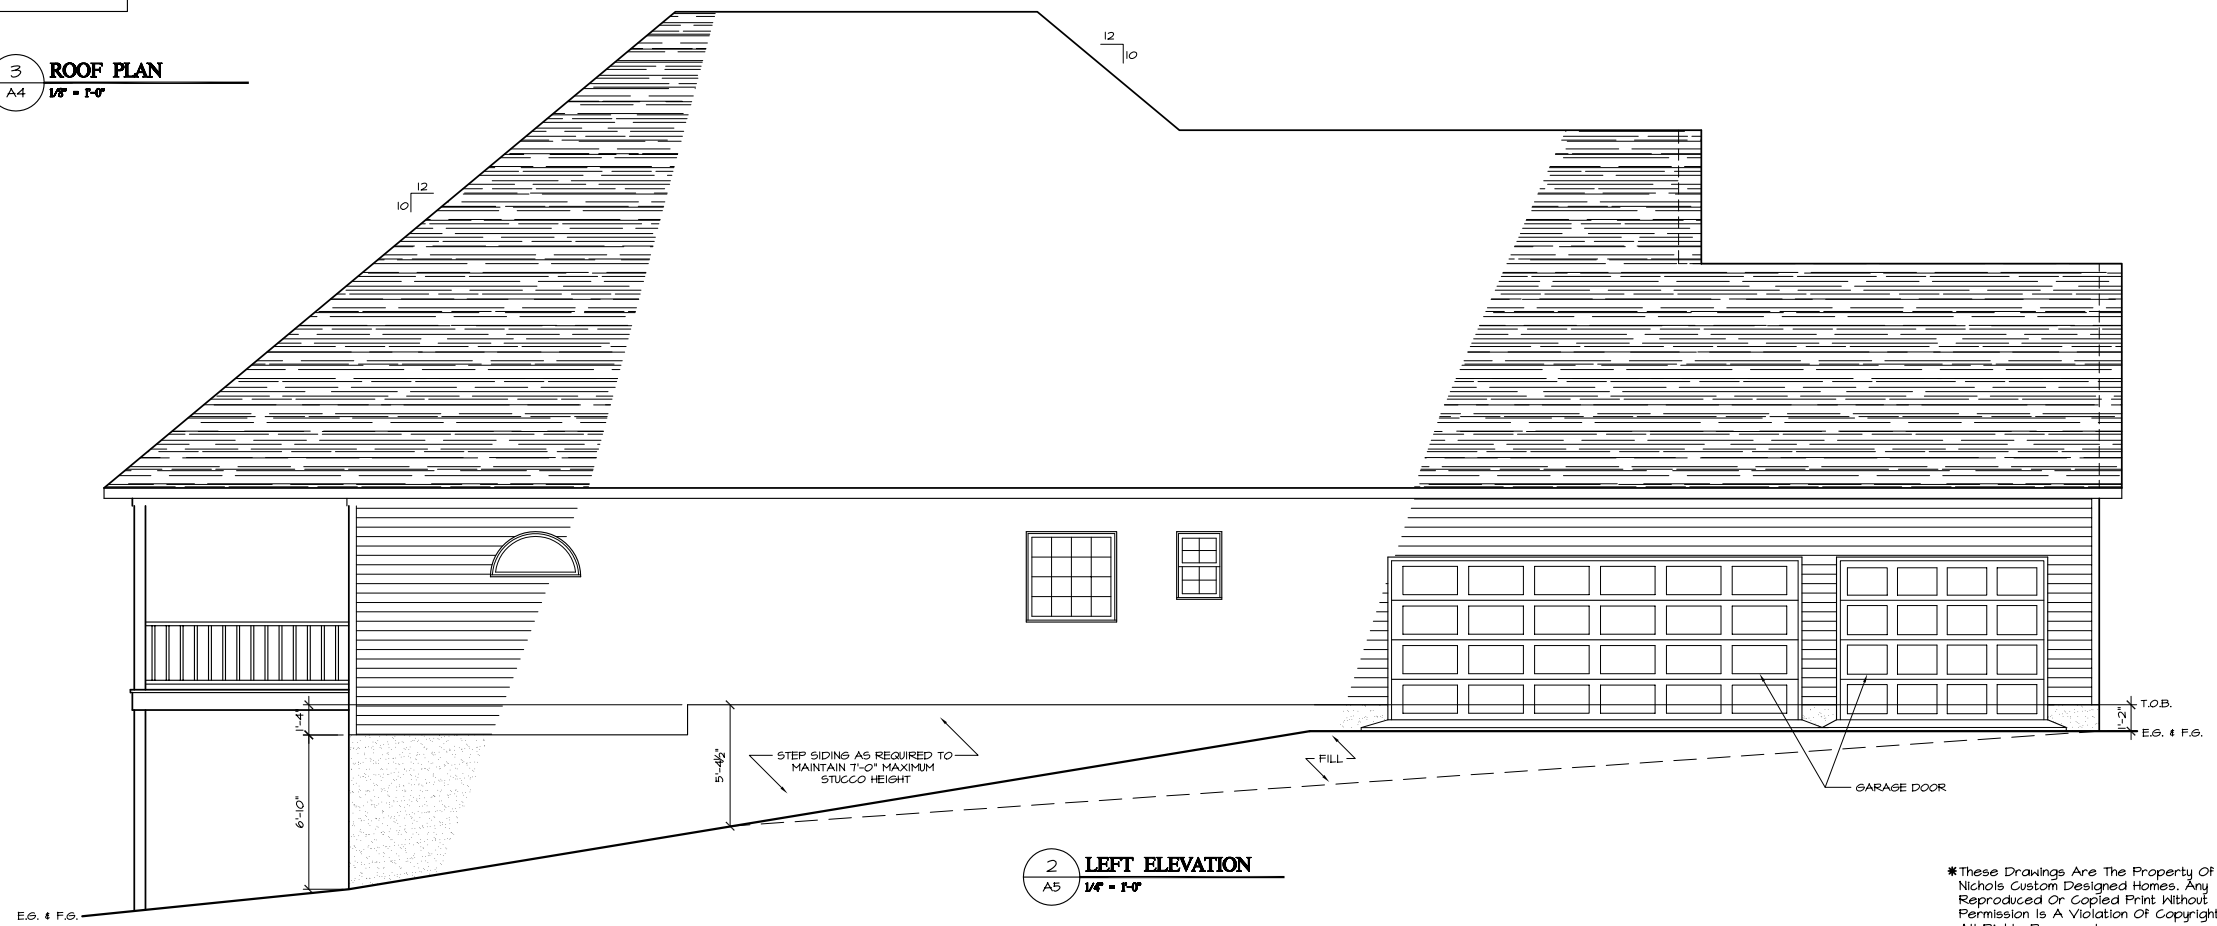 3
A4
ROOF PLAN
1/8" = 1'-0"
12
10
12
10
1'-4"
6'-10"
5'-4½"
STEP SIDING AS REQUIRED TO
MAINTAIN 7'-0" MAXIMUM
STUCCO HEIGHT
FILL
GARAGE DOOR
T.O.B.
1'-2"
E.G. & F.G.
E.G. & F.G.
2
A5
LEFT ELEVATION
1/4" = 1'-0"
*These Drawings Are The Property Of
Nichols Custom Designed Homes. Any
Reproduced Or Copied Print Without
Permission Is A Violation Of Copyright